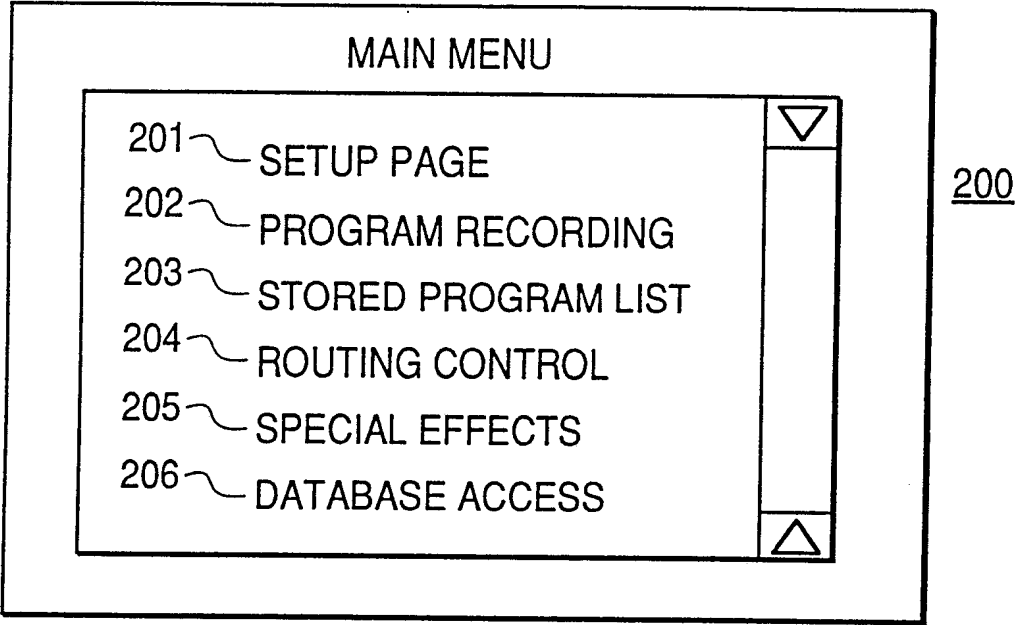 MAIN MENU
201 SETUP PAGE
200
202 PROGRAM RECORDING
203 STORED PROGRAM LIST
204 ROUTING CONTROL
205 SPECIAL EFFECTS
206 DATABASE ACCESS